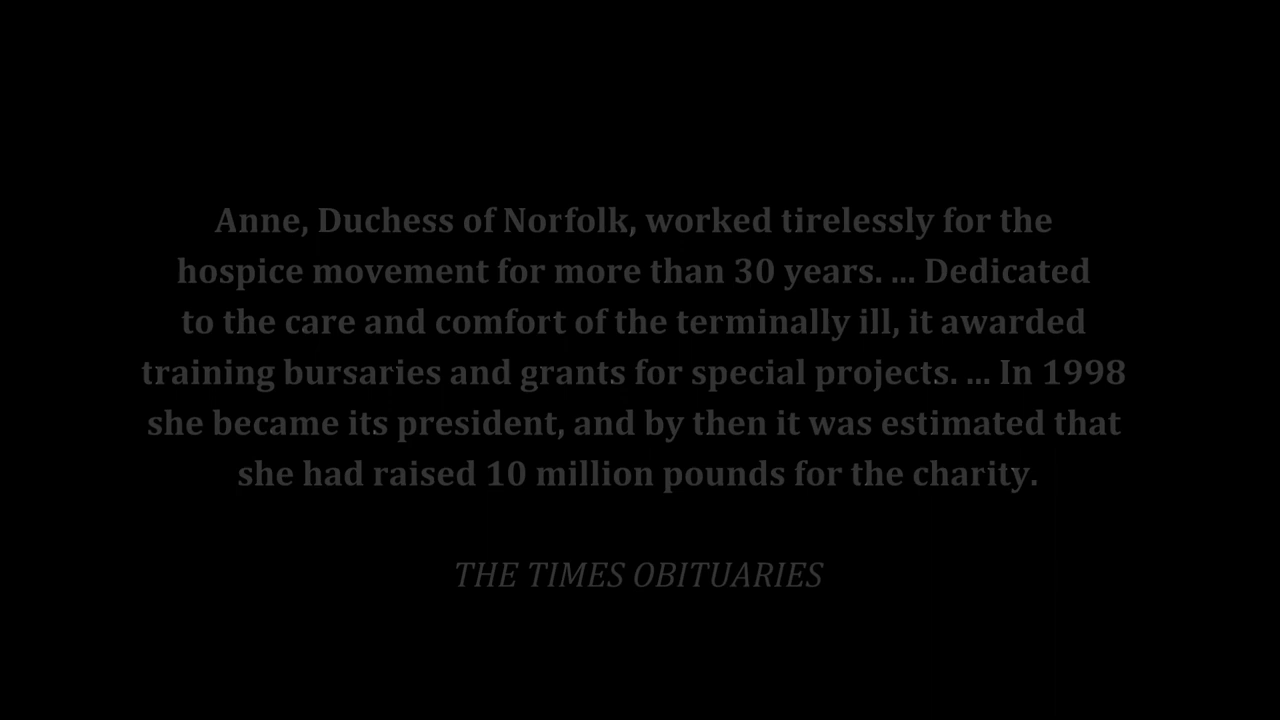 Anne, Duchess of Norfolk, worked tirelessly for the
hospice movement for more than 30 years. ... Dedicated
to the care and comfort of the terminally ill, it awarded
training bursaries and grants for special projects. ... In 1998
she became its president, and by then it was estimated that
she had raised 10 million pounds for the charity.
THE TIMES OBITUARIES